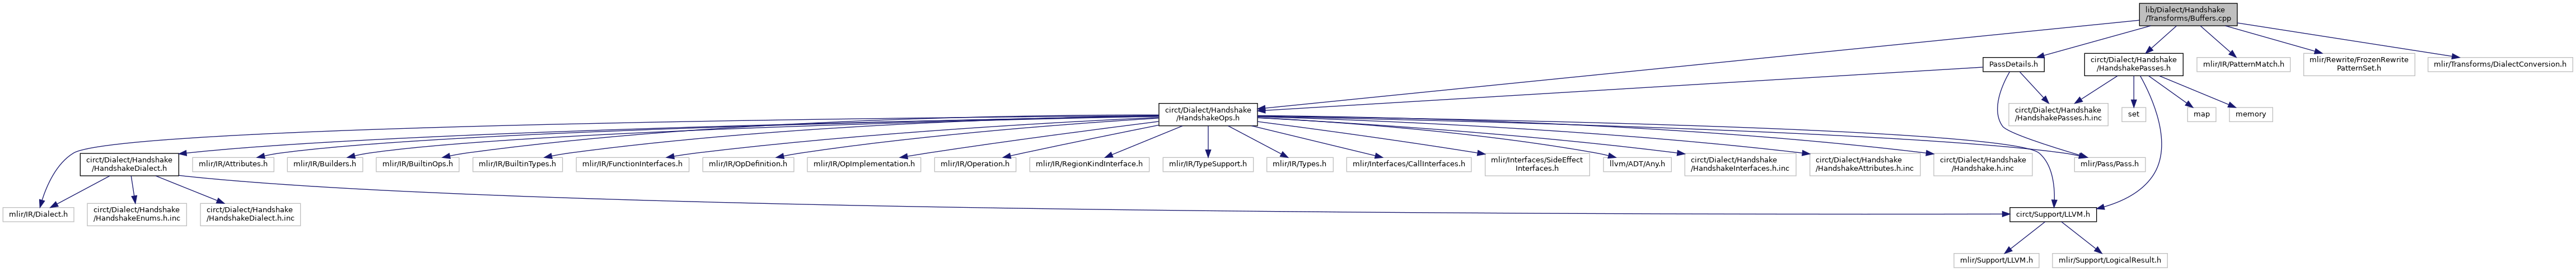 lib/Dialect/Handshake
/Transforms/Buffers.cpp
PassDetails.h
circt/Dialect/Handshake
/HandshakePasses.h
mlir/IR/PatternMatch.h
mlir/Rewrite/FrozenRewrite
PatternSet.h
mlir/Transforms/DialectConversion.h
circt/Dialect/Handshake
/HandshakeOps.h
circt/Dialect/Handshake
/HandshakePasses.h.inc
set
map
memory
circt/Dialect/Handshake
/HandshakeDialect.h
mlir/IR/Attributes.h
mlir/IR/Builders.h
mlir/IR/BuiltinOps.h
mlir/IR/BuiltinTypes.h
mlir/IR/FunctionInterfaces.h
mlir/IR/OpDefinition.h
mlir/IR/OpImplementation.h
mlir/IR/Operation.h
mlir/IR/RegionKindInterface.h
mlir/IR/TypeSupport.h
mlir/IR/Types.h
mlir/Interfaces/CallInterfaces.h
mlir/Interfaces/SideEffect
Interfaces.h
llvm/ADT/Any.h
circt/Dialect/Handshake
/HandshakeInterfaces.h.inc
circt/Dialect/Handshake
/HandshakeAttributes.h.inc
circt/Dialect/Handshake
/Handshake.h.inc
mlir/Pass/Pass.h
mlir/IR/Dialect.h
circt/Dialect/Handshake
/HandshakeEnums.h.inc
circt/Dialect/Handshake
/HandshakeDialect.h.inc
circt/Support/LLVM.h
mlir/Support/LLVM.h
mlir/Support/LogicalResult.h